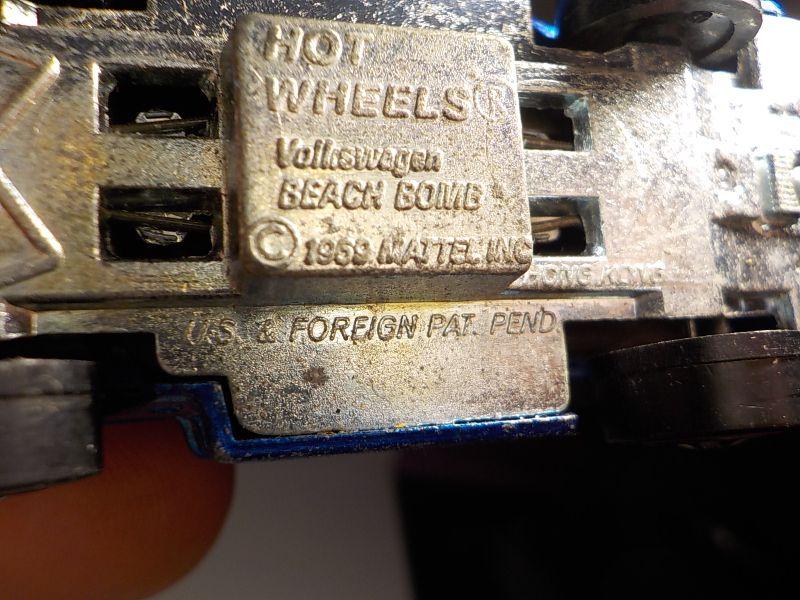 HOT
WHEELS®
Volkswagen
BEACH BOMB
© 1969 MATTEL INC
HONG KONG
U.S. & FOREIGN PAT. PEND.